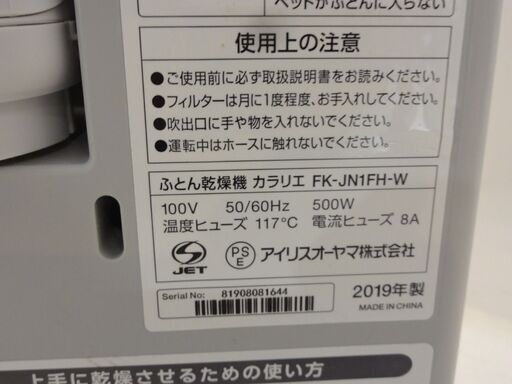 ヘッドがふとんに入らない
使用上の注意
●ご使用前に必ず取扱説明書をお読みください。
●フィルターは月に1度程度、お手入れしてください。
●吹出口に手や物を入れないでください。
●運転中はホースに触れないでください。
ふとん乾燥機 カラリエ FK-JN1FH-W
100V 50/60Hz 500W
温度ヒューズ 117℃ 電流ヒューズ 8A
JET PSE アイリスオーヤマ株式会社
Serial No: 81908081644
2019年製
MADE IN CHINA
上手に乾燥させるための使い方